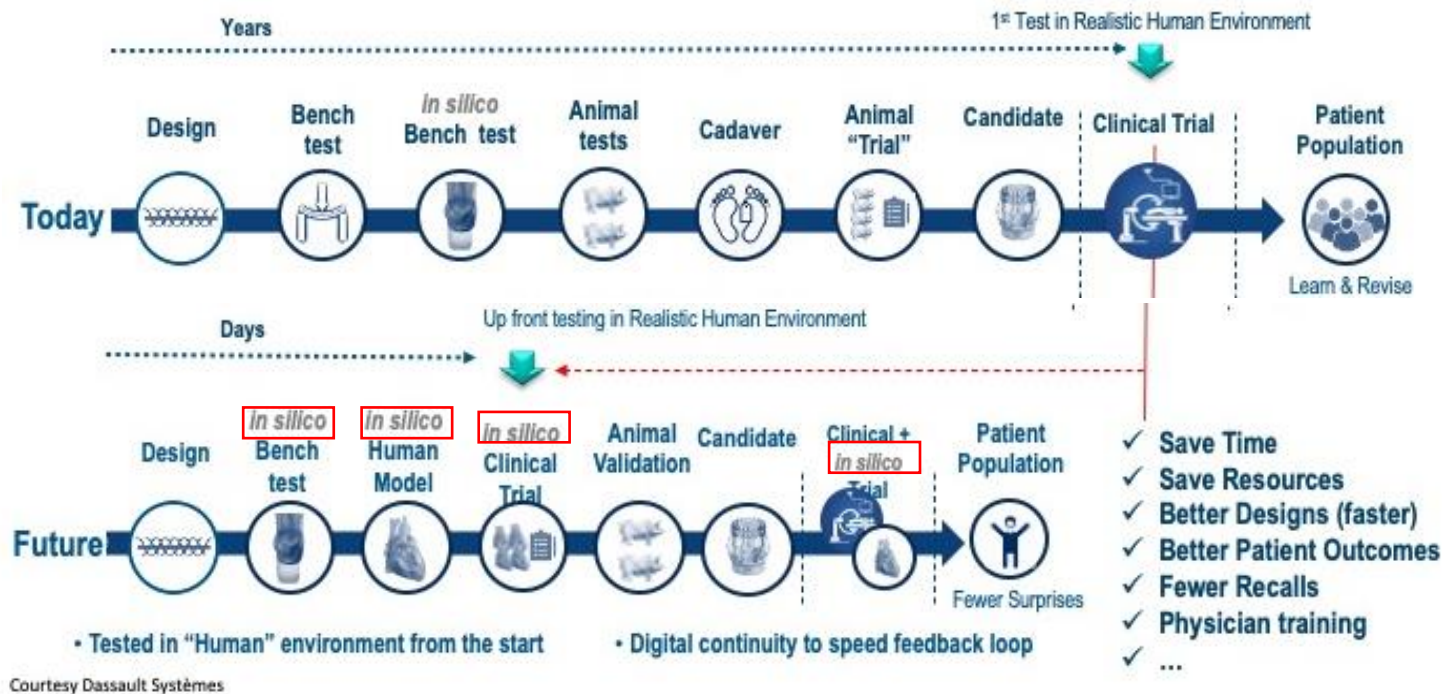 Years
1st Test in Realistic Human Environment
Design
Bench
test
in silico
Bench test
Animal
tests
Cadaver
Animal
“Trial”
Candidate
Clinical Trial
Patient
Population
Today
Learn & Revise
Days
Up front testing in Realistic Human Environment
Design
in silico
Bench
test
in silico
Human
Model
in silico
Clinical
Trial
Animal
Validation
Candidate
Clinical +
in silico
Trial
Patient
Population
Future
Fewer Surprises
✓ Save Time
✓ Save Resources
✓ Better Designs (faster)
✓ Better Patient Outcomes
✓ Fewer Recalls
✓ Physician training
✓ ...
• Tested in “Human” environment from the start
• Digital continuity to speed feedback loop
Courtesy Dassault Systèmes